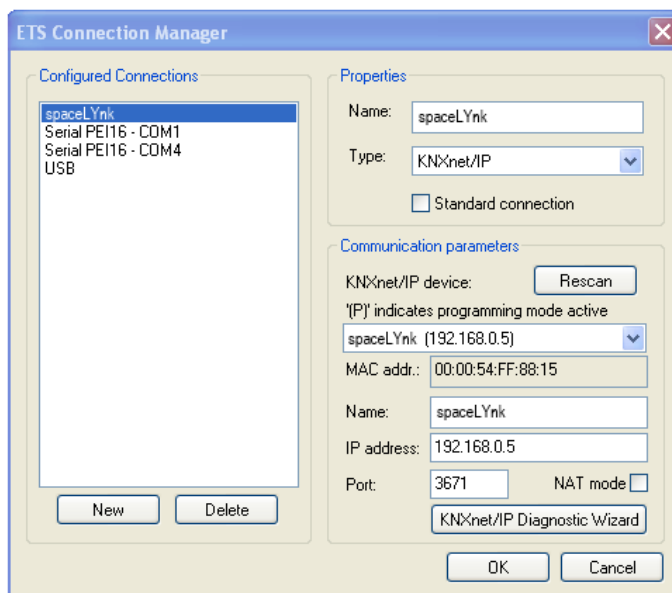 ETS Connection Manager
Configured Connections
spaceLYnk
Serial PEI16 - COM1
Serial PEI16 - COM4
USB
New
Delete
Properties
Name: spaceLYnk
Type: KNXnet/IP
Standard connection
Communication parameters
KNXnet/IP device: Rescan
'(P)' indicates programming mode active
spaceLYnk (192.168.0.5)
MAC addr.: 00:00:54:FF:88:15
Name: spaceLYnk
IP address: 192.168.0.5
Port: 3671 NAT mode
KNXnet/IP Diagnostic Wizard
OK Cancel